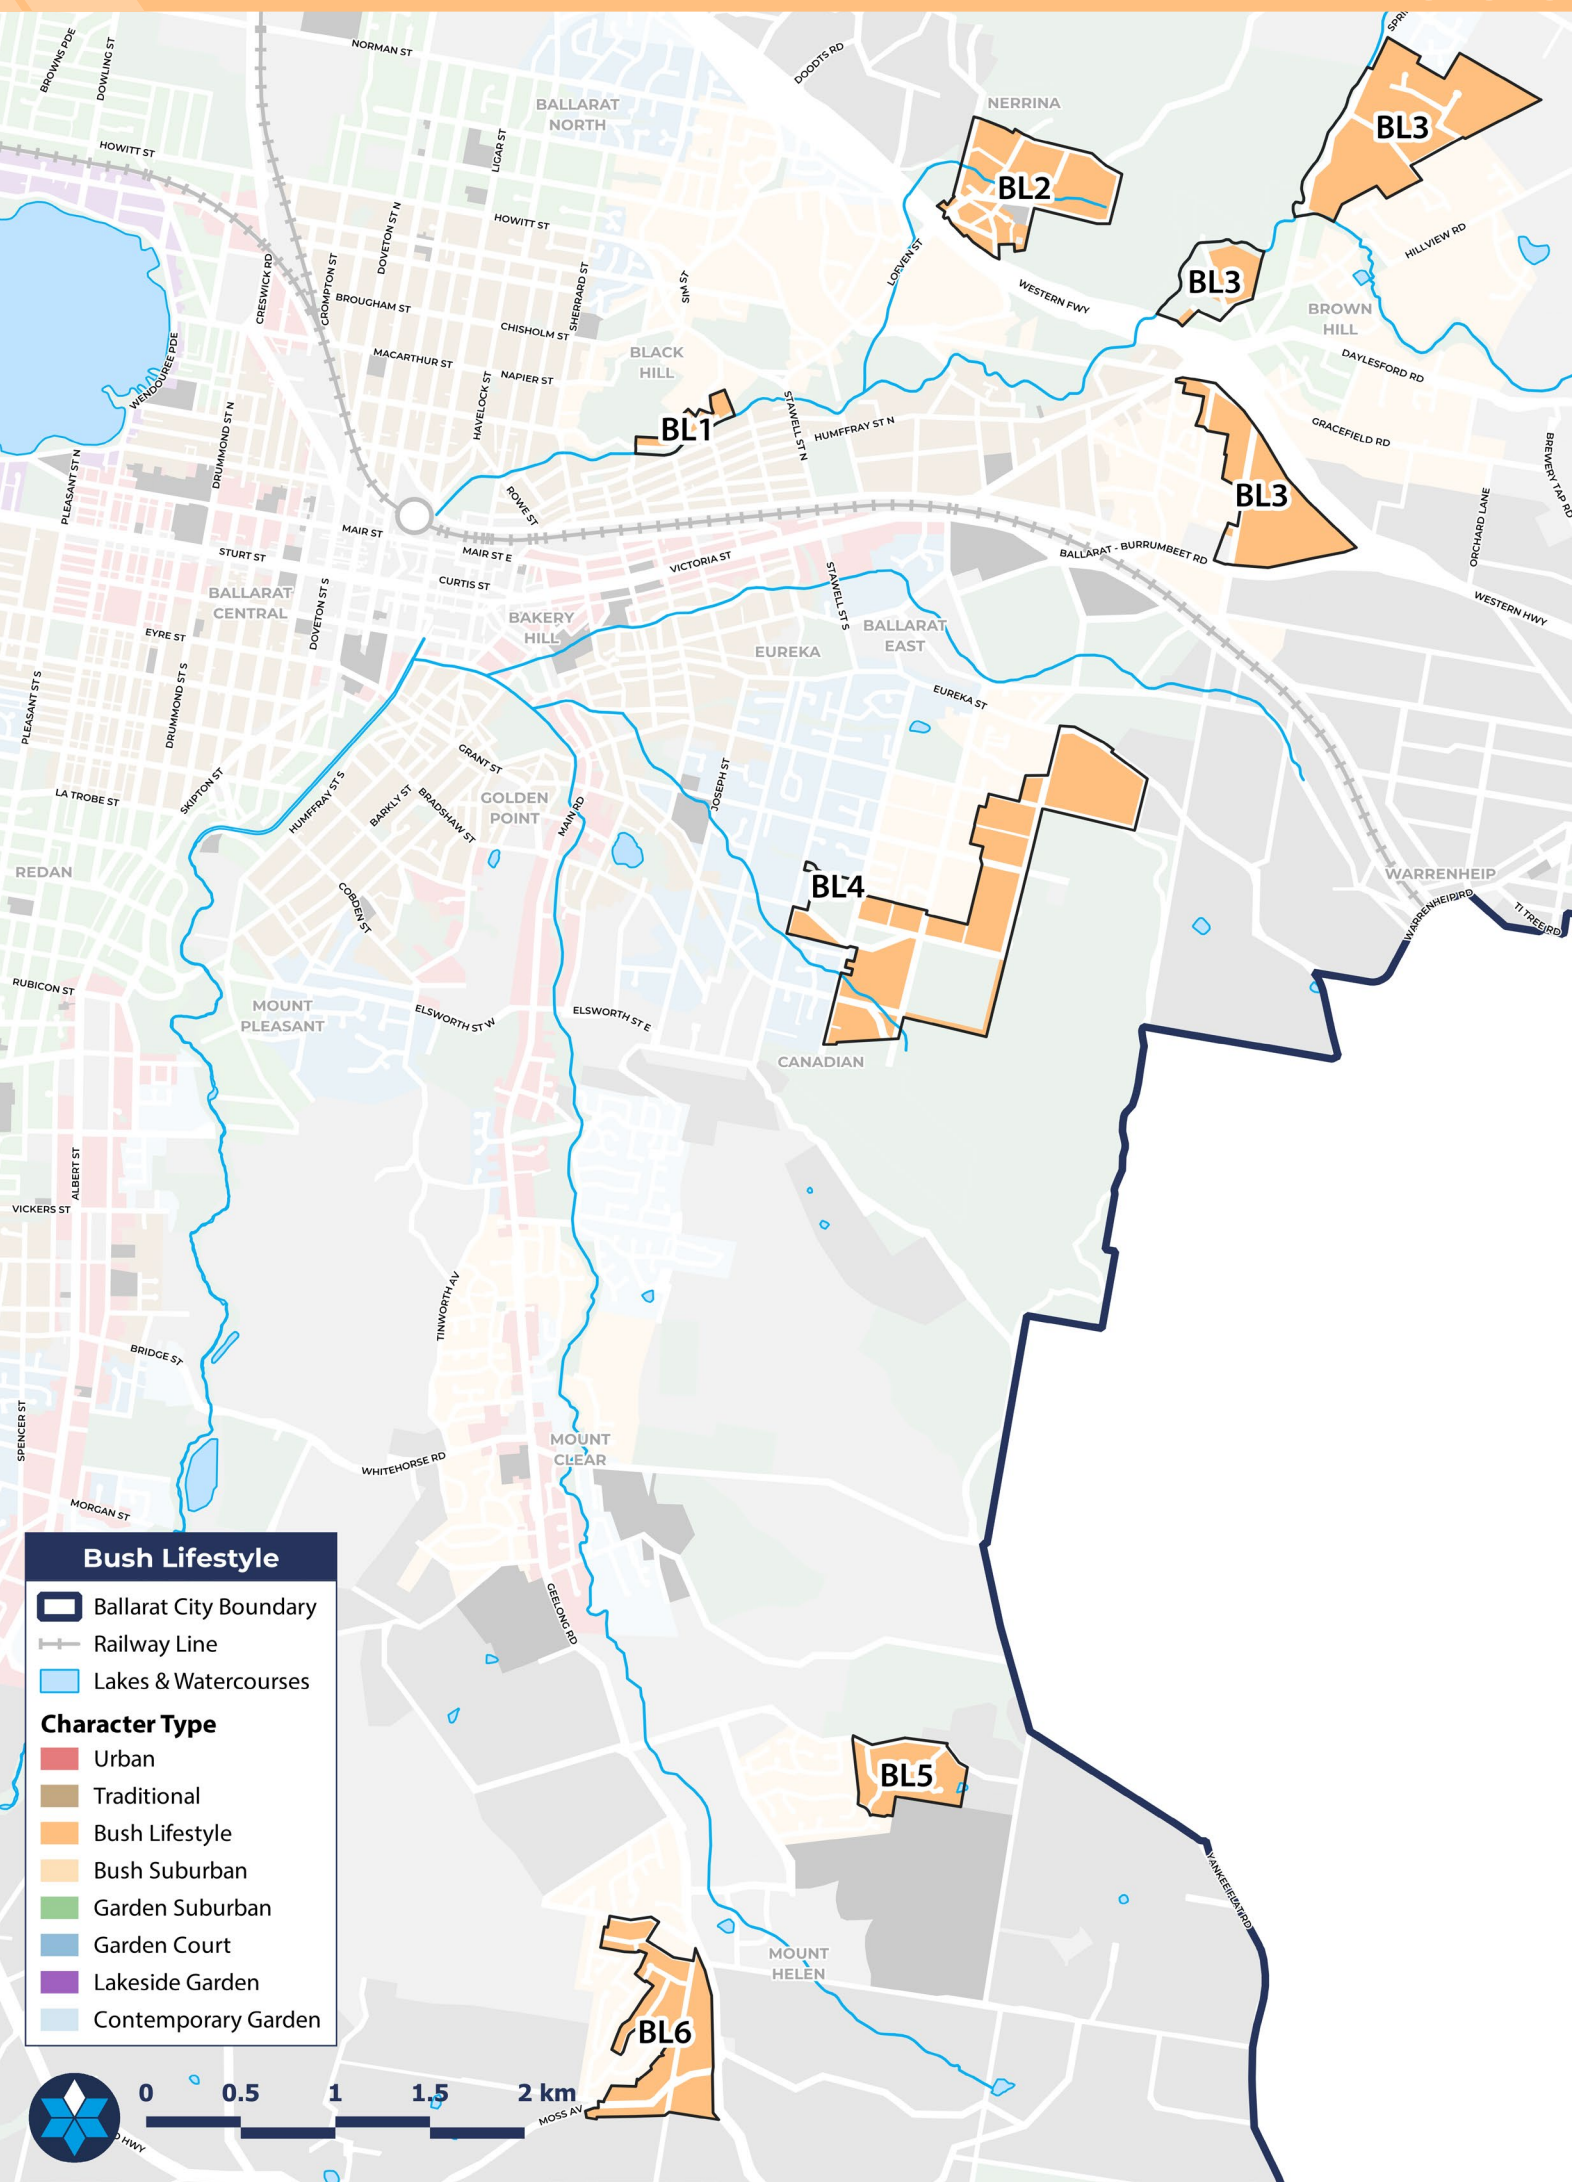 BROWNS PDE
DOWLING ST
NORMAN ST
DOODTS RD
BALLARAT
NORTH
NERRINA
BL3
HOWITT ST
LIGAR ST
BL2
DOVETON ST N
HOWITT ST
HILLVIEW RD
LOFVEN ST
CRESWICK RD
CROMPTON ST
SHERRARD ST
SIM ST
BL3
WESTERN FWY
BROUGHAM ST
BROWN
HILL
CHISHOLM ST
MACARTHUR ST
BLACK
HILL
NAPIER ST
DAYLESFORD RD
WENDOUREE PDE
HAVELOCK ST
DRUMMOND ST N
BL1
STAWELL ST N
HUMFFRAY ST N
GRACEFIELD RD
BREWERY TAP RD
PLEASANT ST N
ROWE ST
BL3
ORCHARD LANE
MAIR ST
STURT ST
MAIR ST E
VICTORIA ST
BALLARAT - BURRUMBEET RD
CURTIS ST
BALLARAT
CENTRAL
DOVETON ST S
STAWELL ST S
WESTERN HWY
BAKERY
HILL
EYRE ST
EUREKA
BALLARAT
EAST
PLEASANT ST S
DRUMMOND ST S
EUREKA ST
GRANT ST
SKIPTON ST
LA TROBE ST
HUMFFRAY ST S
BARKLY ST
BRADSHAW ST
GOLDEN
POINT
MAIN RD
JOSEPH ST
REDAN
BL4
WARRENHEIP
COBDEN ST
WARRENHEIP RD
TI TREE RD
RUBICON ST
MOUNT
PLEASANT
ELSWORTH ST W
ELSWORTH ST E
CANADIAN
ALBERT ST
VICKERS ST
TINWORTH AV
BRIDGE ST
SPENCER ST
WHITEHORSE RD
MOUNT
CLEAR
MORGAN ST
GEELONG RD
BL5
YANKEE FLAT RD
MOUNT
HELEN
BL6
MOSS AV
Bush Lifestyle
Ballarat City Boundary
Railway Line
Lakes & Watercourses
Character Type
Urban
Traditional
Bush Lifestyle
Bush Suburban
Garden Suburban
Garden Court
Lakeside Garden
Contemporary Garden
0 0.5 1 1.5 2 km
HWY